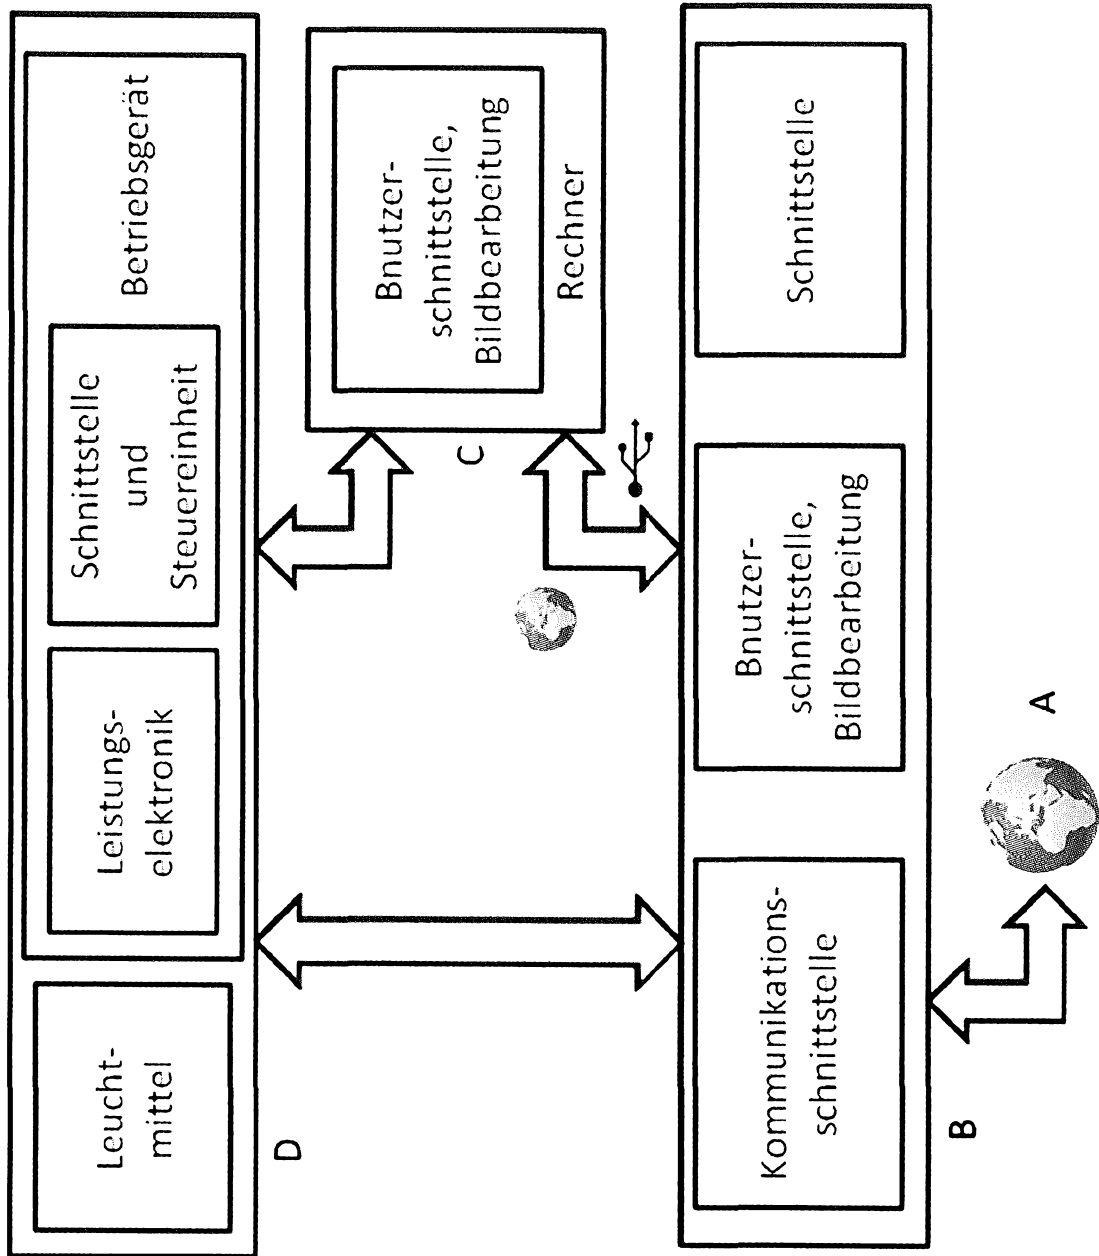 Leucht-
mittel
Leistungs-
elektronik
Schnittstelle
und
Steuereinheit
Betriebsgerät
D
Bnutzer-
schnittstelle,
Bildbearbeitung
Rechner
C
Kommunikations-
schnittstelle
Bnutzer-
schnittstelle,
Bildbearbeitung
Schnittstelle
B
A